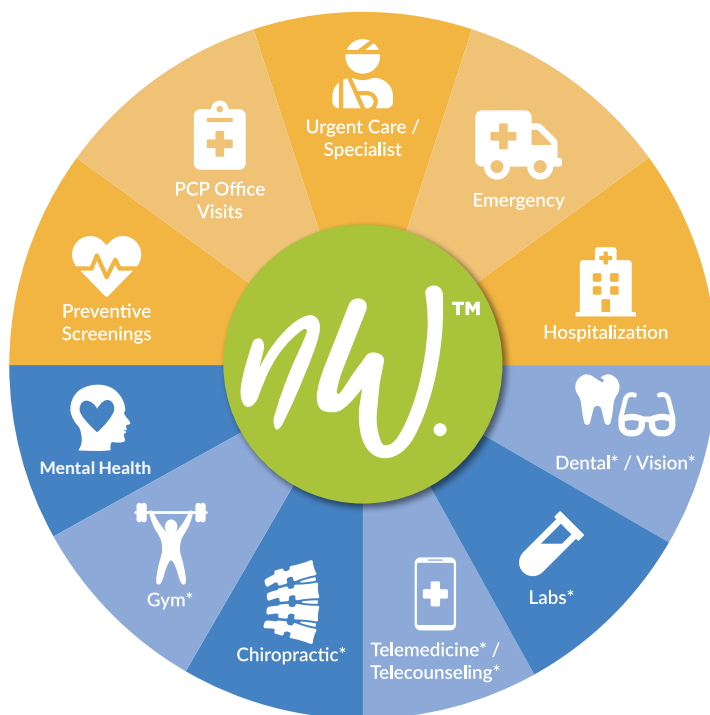 Urgent Care /
Specialist
PCP Office
Visits
Emergency
Preventive
Screenings
Hospitalization
nW.™
Mental Health
Dental* / Vision*
Gym*
Labs*
Chiropractic*
Telemedicine* /
Telecounseling*